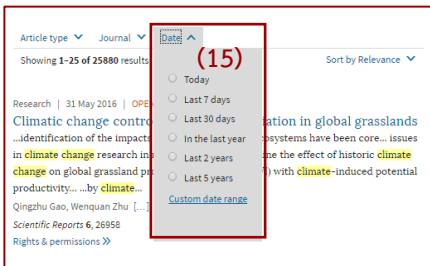 Article type Journal Date
(15)
Showing 1–25 of 25880 results Sort by Relevance
Today
Last 7 days
Last 30 days
In the last year
Last 2 years
Last 5 years
Custom date range
Research | 31 May 2016 | OPE
Climatic change contro iation in global grasslands
...identification of the impacts osystems have been core... issues
in climate change research in ne the effect of historic climate
change on global grassland pr ) with climate-induced potential
productivity... ...by climate...
Qingzhu Gao, Wenquan Zhu [...]
Scientific Reports 6, 26958
Rights & permissions